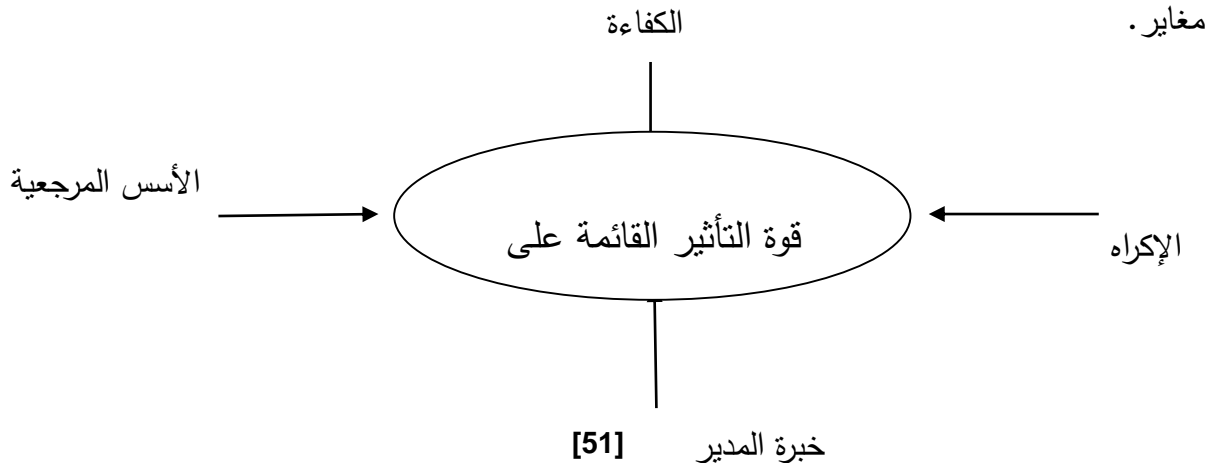 مغاير.
الكفاءة
الأسس المرجعية
قوة التأثير القائمة على
الإكراه
خبرة المدير [51]